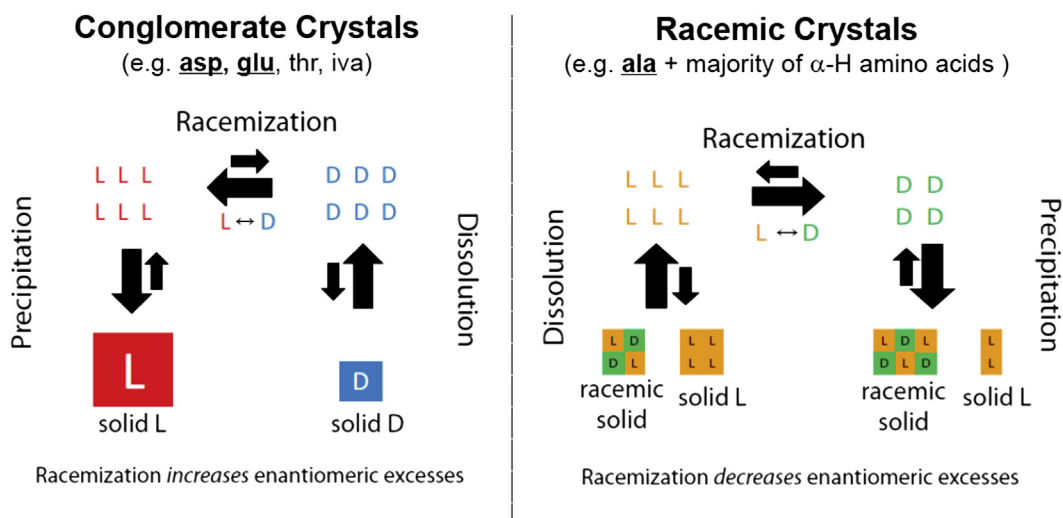 Conglomerate Crystals
(e.g. asp, glu, thr, iva)
Racemization
L L L
D D D
L L L
D D D
L ↔ D
Precipitation
Dissolution
L
D
solid L
solid D
Racemization increases enantiomeric excesses
Racemic Crystals
(e.g. ala + majority of α-H amino acids )
Racemization
L L L
D D
L L L
D D
L ↔ D
Dissolution
Precipitation
L D
L L
L D L
L
D L
L L
D L D
L
racemic
solid
solid L
racemic
solid
solid L
Racemization decreases enantiomeric excesses